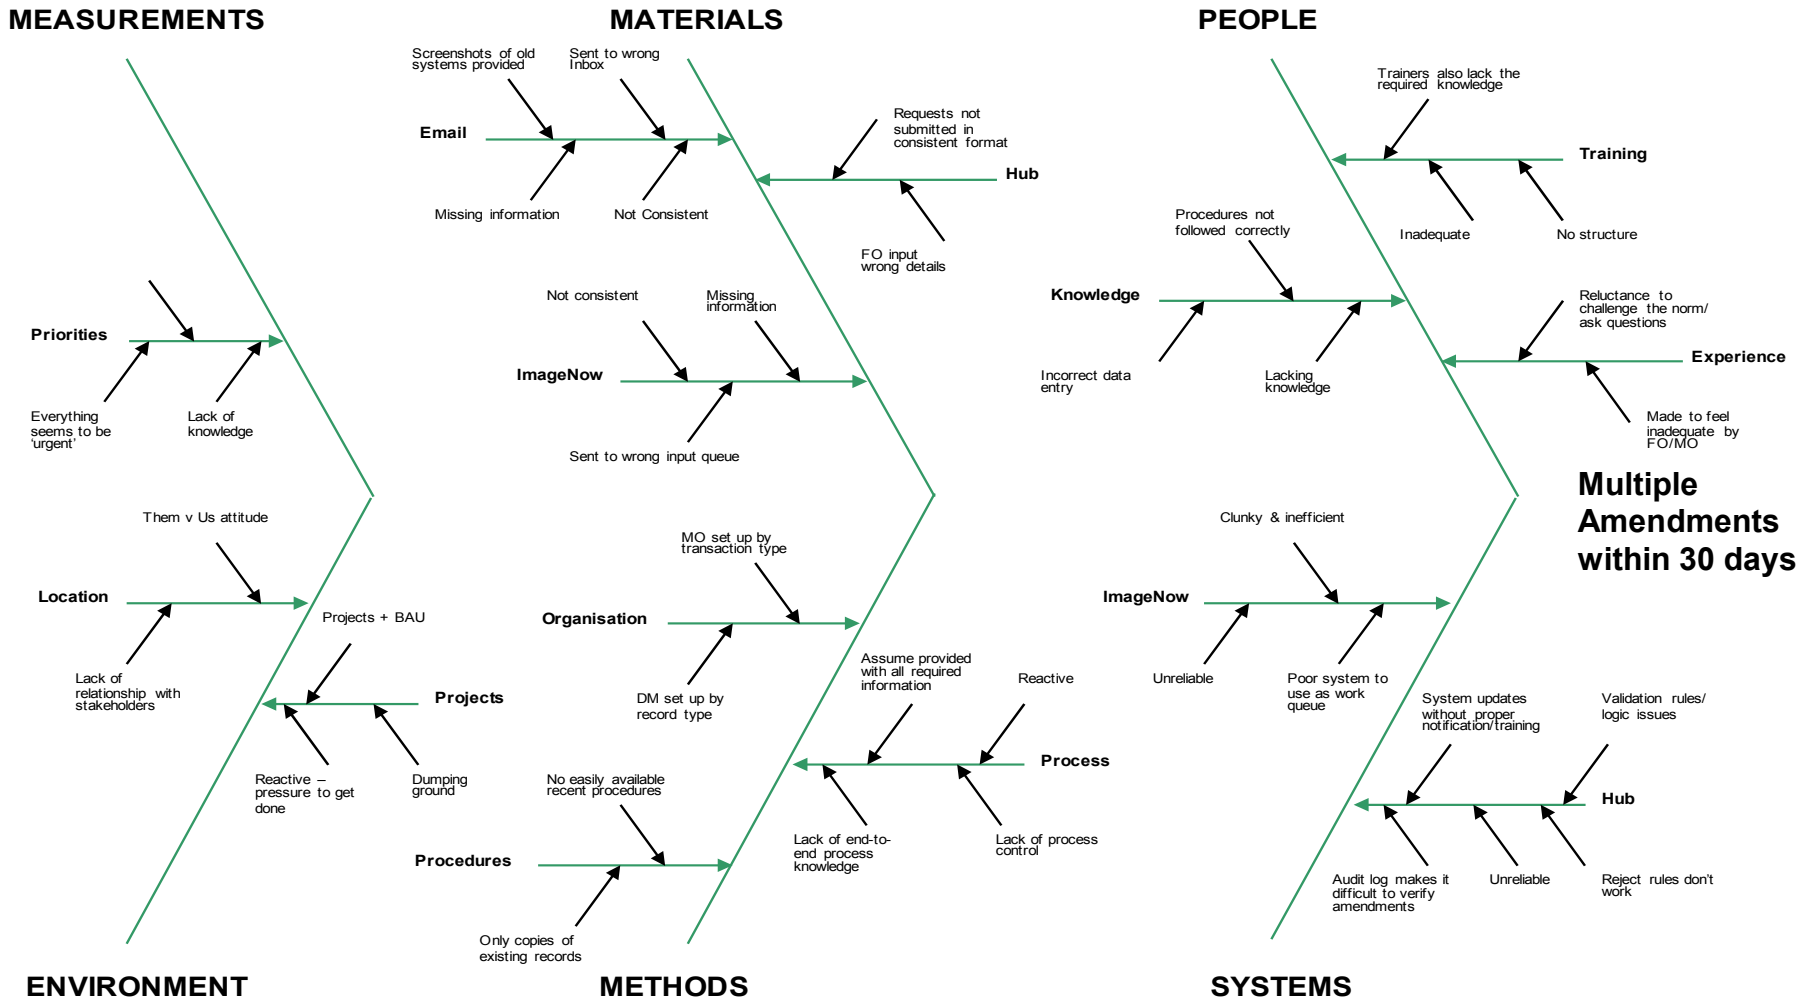 MEASUREMENTS
MATERIALS
PEOPLE
Screenshots of old
systems provided
Sent to wrong
Inbox
Email
Missing information
Not Consistent
Requests not
submitted in
consistent format
Hub
FO input
wrong details
Trainers also lack the
required knowledge
Training
Inadequate
No structure
Procedures not
followed correctly
Knowledge
Incorrect data
entry
Lacking
knowledge
Reluctance to
challenge the norm/
ask questions
Experience
Made to feel
inadequate by
FO/MO
Priorities
Everything
seems to be
‘urgent’
Lack of
knowledge
Not consistent
Missing
information
ImageNow
Sent to wrong input queue
Multiple
Amendments
within 30 days
Them v Us attitude
Location
Lack of
relationship with
stakeholders
Projects + BAU
Projects
Reactive –
pressure to get
done
Dumping
ground
MO set up by
transaction type
Organisation
DM set up by
record type
Assume provided
with all required
information
Reactive
Process
Lack of end-to-
end process
knowledge
Lack of process
control
No easily available
recent procedures
Procedures
Only copies of
existing records
Clunky & inefficient
ImageNow
Unreliable
Poor system to
use as work
queue
System updates
without proper
notification/training
Validation rules/
logic issues
Hub
Audit log makes it
difficult to verify
amendments
Unreliable
Reject rules don’t
work
ENVIRONMENT
METHODS
SYSTEMS